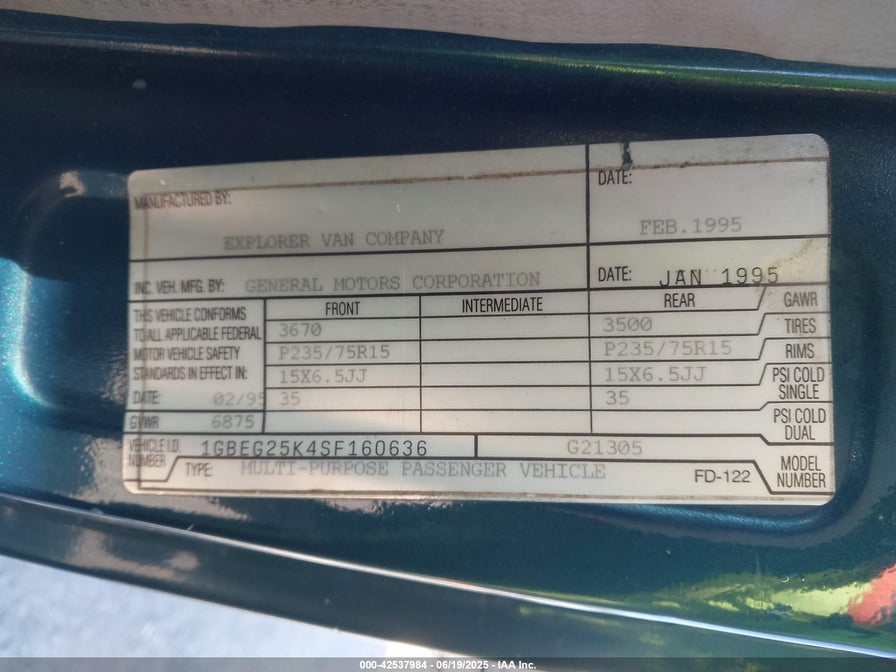 MANUFACTURED BY: DATE:
EXPLORER VAN COMPANY FEB.1995
INC. VEH. MFG. BY: GENERAL MOTORS CORPORATION DATE: JAN 1995
THIS VEHICLE CONFORMS FRONT INTERMEDIATE REAR GAWR
TO ALL APPLICABLE FEDERAL 3670 3500 TIRES
MOTOR VEHICLE SAFETY P235/75R15 P235/75R15 RIMS
STANDARDS IN EFFECT IN: 15X6.5JJ 15X6.5JJ PSI COLD SINGLE
DATE: 02/95 35 35 PSI COLD DUAL
GVWR 6875
VEHICLE I.D. NUMBER 1GBEG25K4SF160636 G21305 MODEL NUMBER
TYPE: MULTI-PURPOSE PASSENGER VEHICLE FD-122
000-42537984 - 06/19/2025 - IAA Inc.